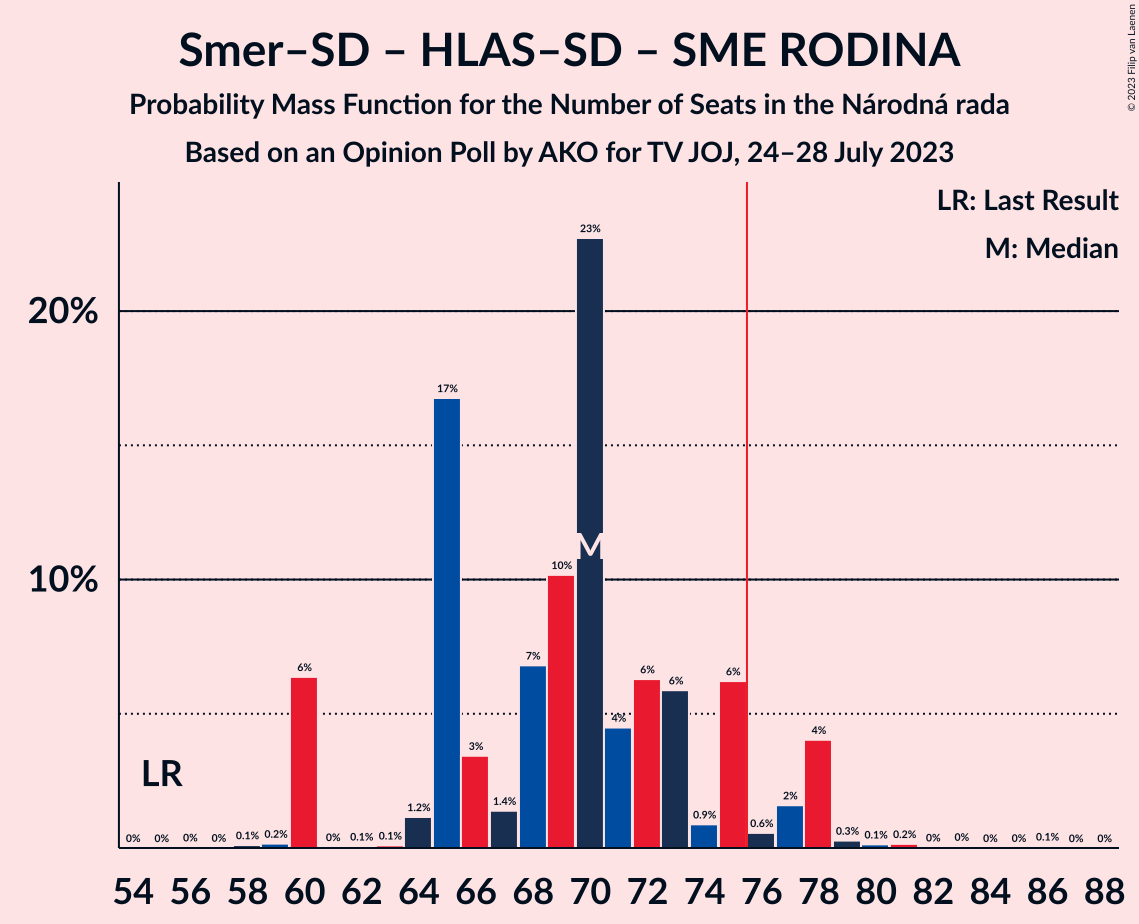 Smer–SD – HLAS–SD – SME RODINA
Probability Mass Function for the Number of Seats in the Národná rada
Based on an Opinion Poll by AKO for TV JOJ, 24–28 July 2023
© 2023 Filip van Laenen
LR: Last Result
M: Median
20%
10%
LR
M
0% 0% 0% 0% 0.1% 0.2% 6% 0% 0.1% 0.1% 1.2% 17% 3% 1.4% 7% 10% 23% 4% 6% 6% 0.9% 6% 0.6% 2% 4% 0.3% 0.1% 0.2% 0% 0% 0% 0% 0.1% 0% 0%
54 56 58 60 62 64 66 68 70 72 74 76 78 80 82 84 86 88